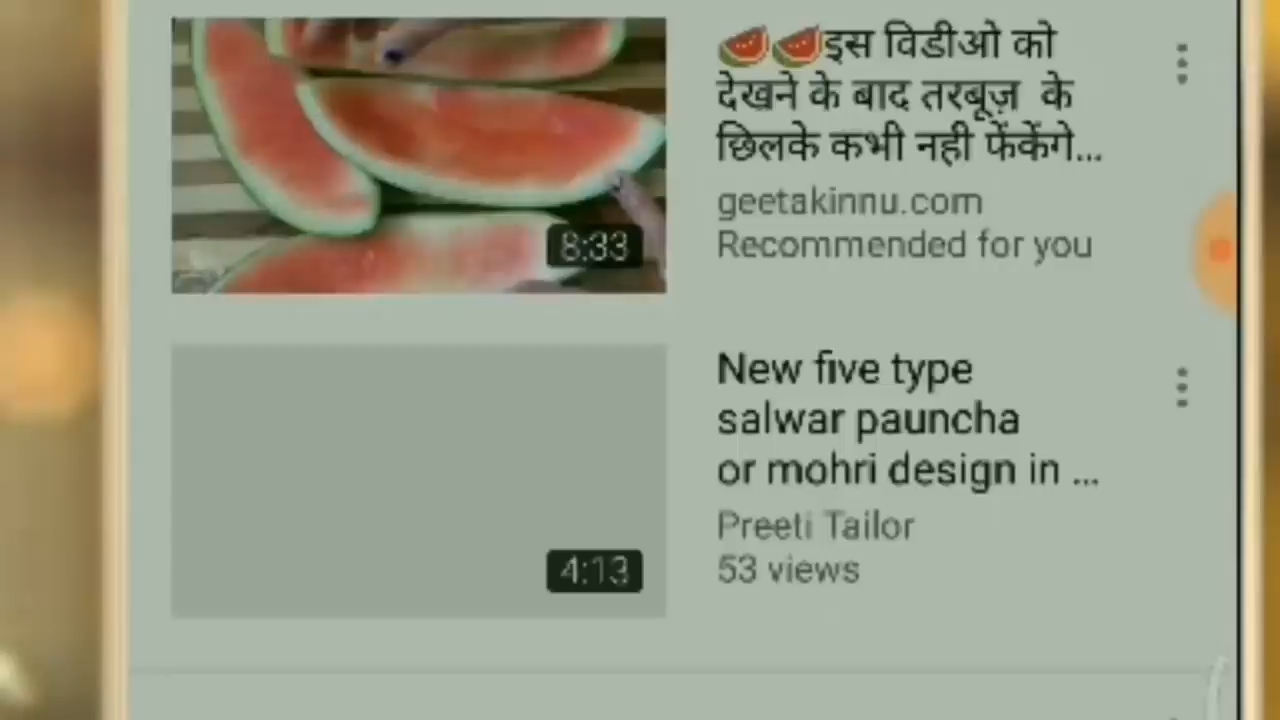 🍉🍉इस विडीओ को
देखने के बाद तरबूज़ के
छिलके कभी नही फेंकेंगे...
geetakinnu.com
Recommended for you
8:33
New five type
salwar pauncha
or mohri design in ...
Preeti Tailor
53 views
4:13